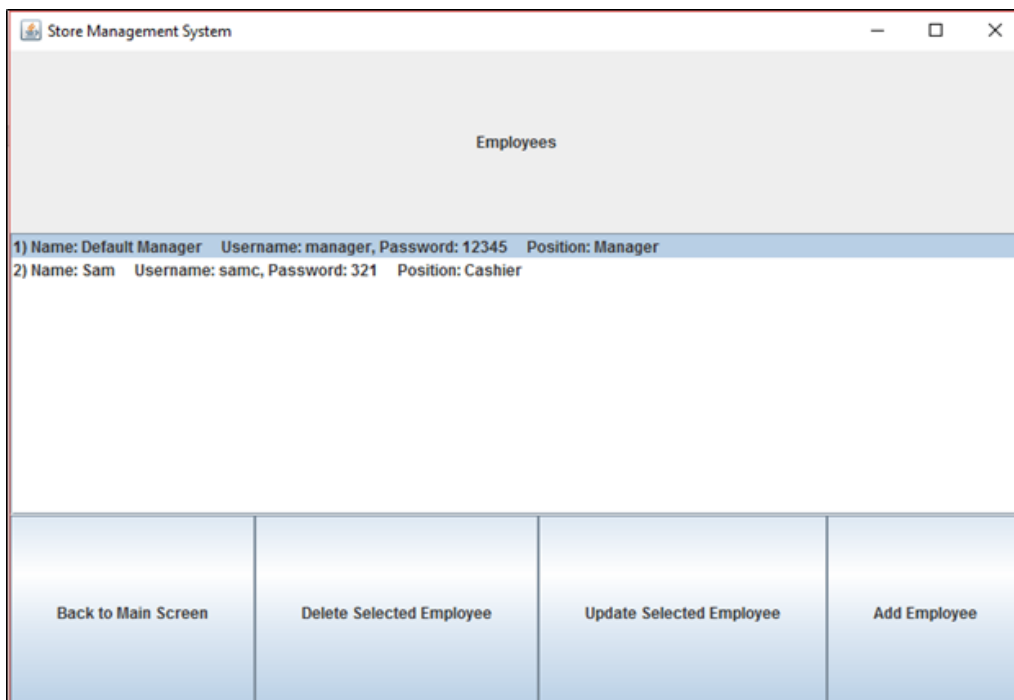 Store Management System
Employees
1) Name: Default Manager Username: manager, Password: 12345 Position: Manager
2) Name: Sam Username: samc, Password: 321 Position: Cashier
Back to Main Screen Delete Selected Employee Update Selected Employee Add Employee